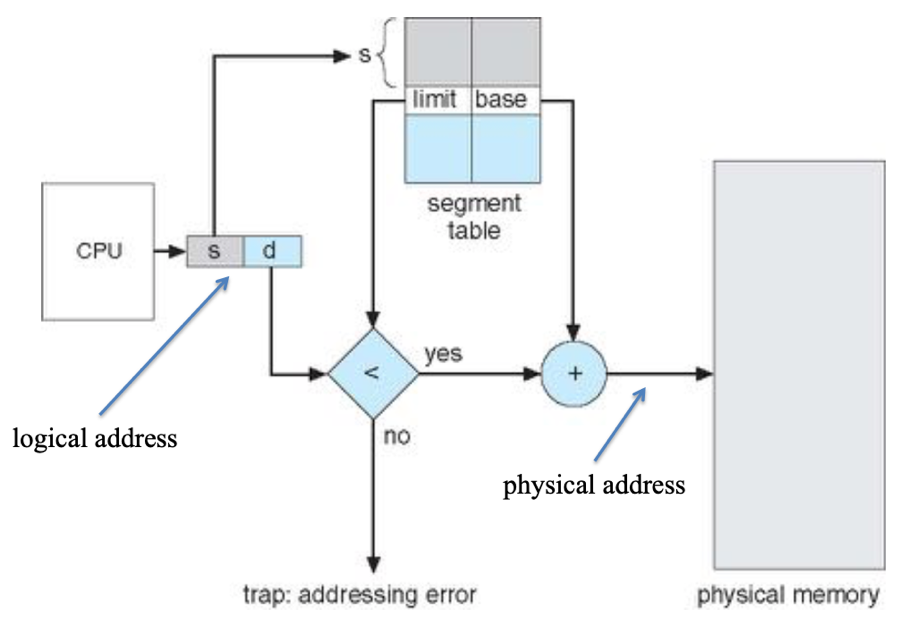 s
limit base
segment
table
CPU
s d
<
yes
+
logical address
no
physical address
trap: addressing error
physical memory